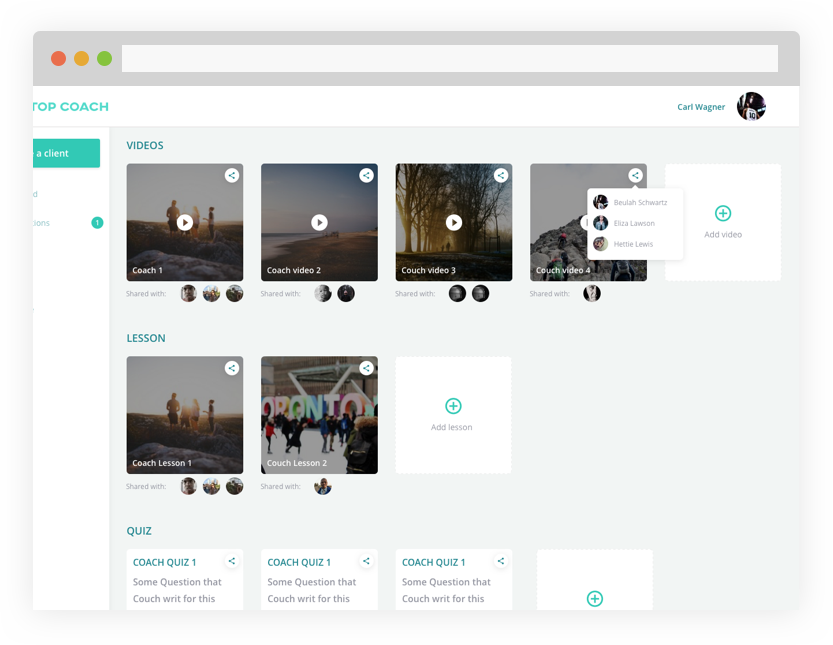 TOP COACH
Carl Wagner
a client
d
tions
1
VIDEOS
Coach 1
Coach video 2
Couch video 3
Couch video 4
Beulah Schwartz
Eliza Lawson
Hettie Lewis
Add video
Shared with:
Shared with:
Shared with:
Shared with:
LESSON
Coach Lesson 1
ORONTO
Couch Lesson 2
Add lesson
Shared with:
Shared with:
QUIZ
COACH QUIZ 1
Some Question that
Couch writ for this
COACH QUIZ 1
Some Question that
Couch writ for this
COACH QUIZ 1
Some Question that
Couch writ for this